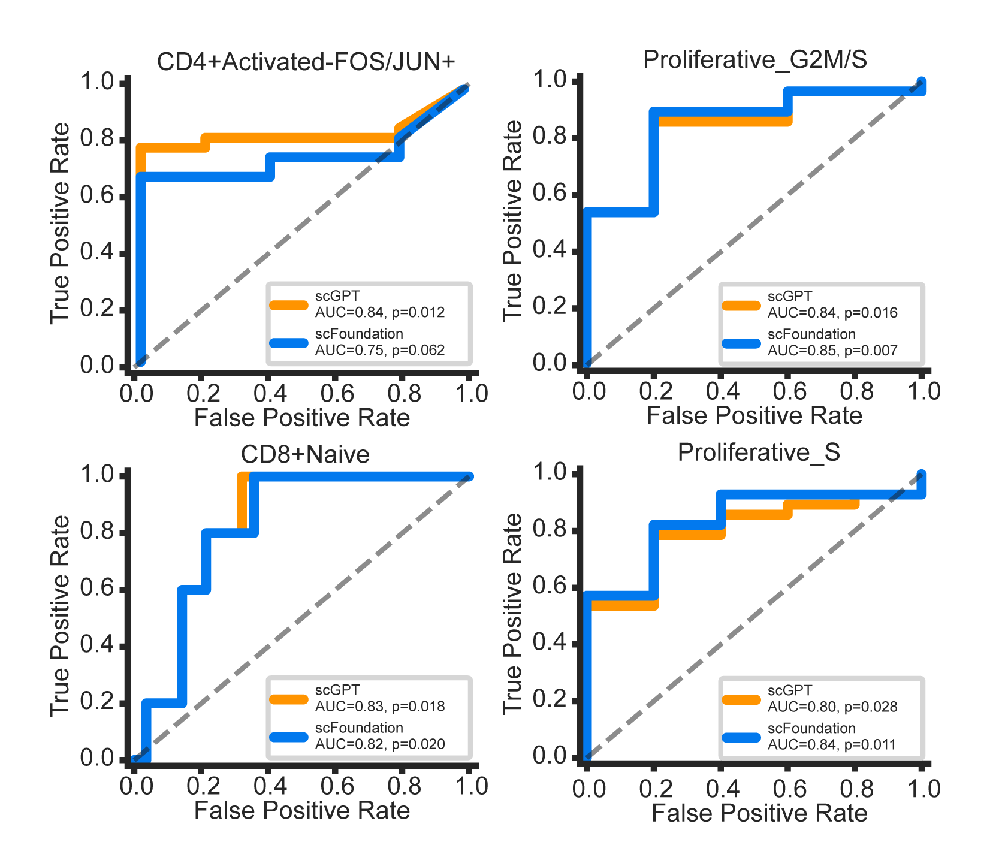 CD4+Activated-FOS/JUN+
True Positive Rate
1.0
0.8
0.6
0.4
0.2
0.0
scGPT
AUC=0.84, p=0.012
scFoundation
AUC=0.75, p=0.062
0.0 0.2 0.4 0.6 0.8 1.0
False Positive Rate
Proliferative_G2M/S
True Positive Rate
1.0
0.8
0.6
0.4
0.2
0.0
scGPT
AUC=0.84, p=0.016
scFoundation
AUC=0.85, p=0.007
0.0 0.2 0.4 0.6 0.8 1.0
False Positive Rate
CD8+Naive
True Positive Rate
1.0
0.8
0.6
0.4
0.2
0.0
scGPT
AUC=0.83, p=0.018
scFoundation
AUC=0.82, p=0.020
0.0 0.2 0.4 0.6 0.8 1.0
False Positive Rate
Proliferative_S
True Positive Rate
1.0
0.8
0.6
0.4
0.2
0.0
scGPT
AUC=0.80, p=0.028
scFoundation
AUC=0.84, p=0.011
0.0 0.2 0.4 0.6 0.8 1.0
False Positive Rate